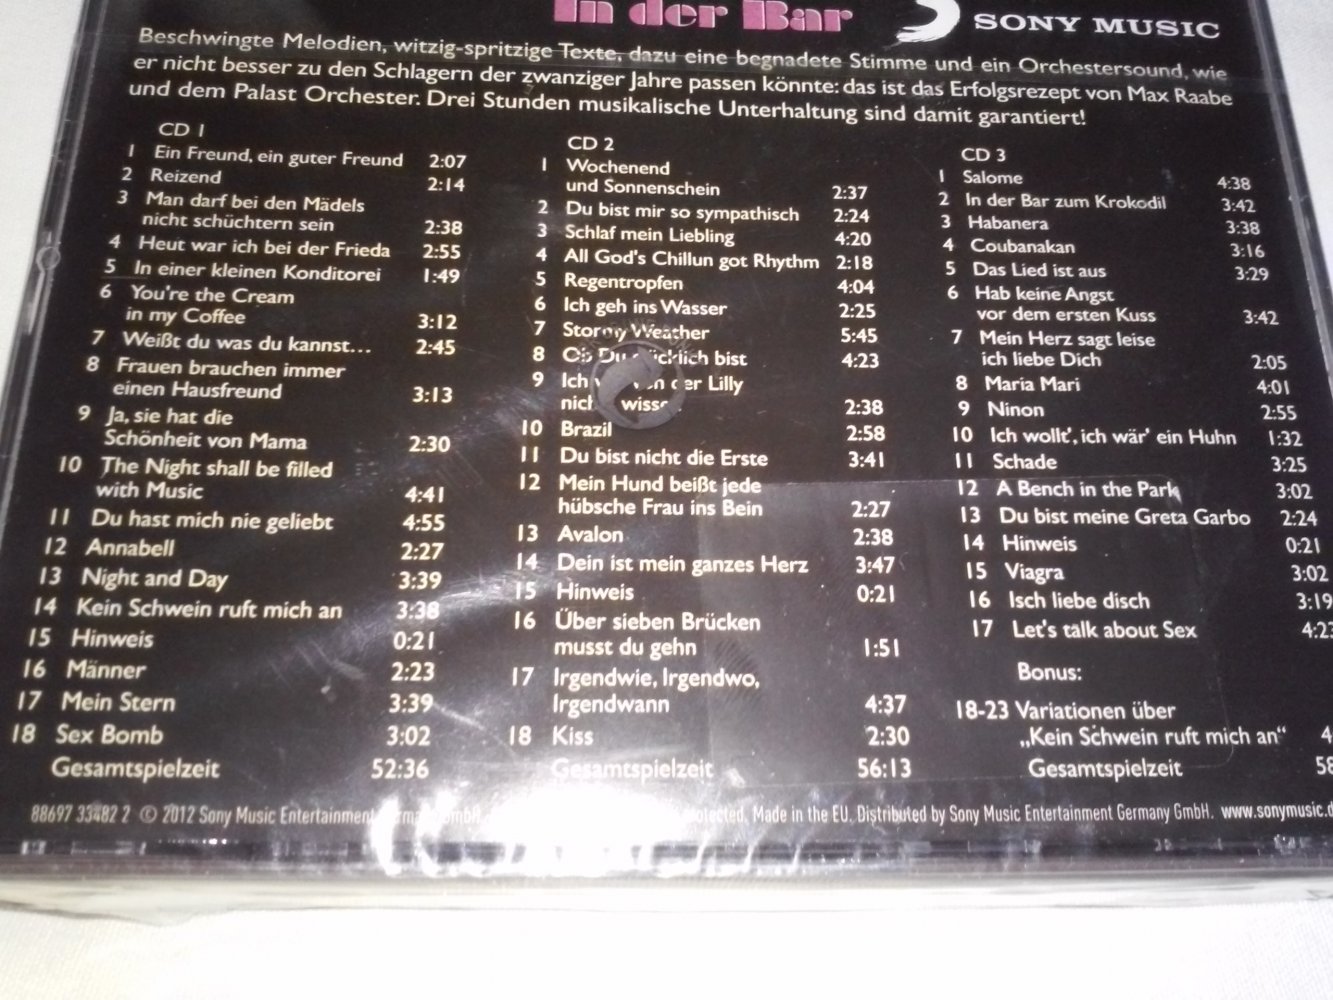 In der Bar
SONY MUSIC
Beschwingte Melodien, witzig-spritzige Texte, dazu eine begnadete Stimme und ein Orchestersound, wie
er nicht besser zu den Schlagern der zwanziger Jahre passen könnte: das ist das Erfolgsrezept von Max Raabe
und dem Palast Orchester. Drei Stunden musikalische Unterhaltung sind damit garantiert!
CD 1
1 Ein Freund, ein guter Freund 2:07
2 Reizend 2:14
3 Man darf bei den Mädels
nicht schüchtern sein 2:38
4 Heut war ich bei der Frieda 2:55
5 In einer kleinen Konditorei 1:49
6 You're the Cream
in my Coffee 3:12
7 Weißt du was du kannst... 2:45
8 Frauen brauchen immer
einen Hausfreund 3:13
9 Ja, sie hat die
Schönheit von Mama 2:30
10 The Night shall be filled
with Music 4:41
11 Du hast mich nie geliebt 4:55
12 Annabell 2:27
13 Night and Day 3:39
14 Kein Schwein ruft mich an 3:38
15 Hinweis 0:21
16 Männer 2:23
17 Mein Stern 3:39
18 Sex Bomb 3:02
Gesamtspielzeit 52:36
CD 2
1 Wochenend
und Sonnenschein 2:37
2 Du bist mir so sympathisch 2:24
3 Schlaf mein Liebling 4:20
4 All God's Chillun got Rhythm 2:18
5 Regentropfen 4:04
6 Ich geh ins Wasser 2:25
7 Stormy Weather 5:45
8 Ob Du glücklich bist 4:23
9 Ich von der Lilly
nichts wissen 2:38
10 Brazil 2:58
11 Du bist nicht die Erste 3:41
12 Mein Hund beißt jede
hübsche Frau ins Bein 2:27
13 Avalon 2:38
14 Dein ist mein ganzes Herz 3:47
15 Hinweis 0:21
16 Über sieben Brücken
musst du gehn 1:51
17 Irgendwie, Irgendwo,
Irgendwann 4:37
18 Kiss 2:30
Gesamtspielzeit 56:13
CD 3
1 Salome 4:38
2 In der Bar zum Krokodil 3:42
3 Habanera 3:38
4 Coubanakan 3:16
5 Das Lied ist aus 3:29
6 Hab keine Angst
vor dem ersten Kuss 3:42
7 Mein Herz sagt leise
ich liebe Dich 2:05
8 Maria Mari 4:01
9 Ninon 2:55
10 Ich wollt', ich wär' ein Huhn 1:32
11 Schade 3:25
12 A Bench in the Park 3:02
13 Du bist meine Greta Garbo 2:24
14 Hinweis 0:21
15 Viagra 3:02
16 Isch liebe disch 3:19
17 Let's talk about Sex 4:23
Bonus:
18-23 Variationen über
„Kein Schwein ruft mich an“ 4
Gesamtspielzeit 58
88697 33482 2 © 2012 Sony Music Entertainment Germany GmbH. protected. Made in the EU. Distributed by Sony Music Entertainment Germany GmbH. www.sonymusic.d